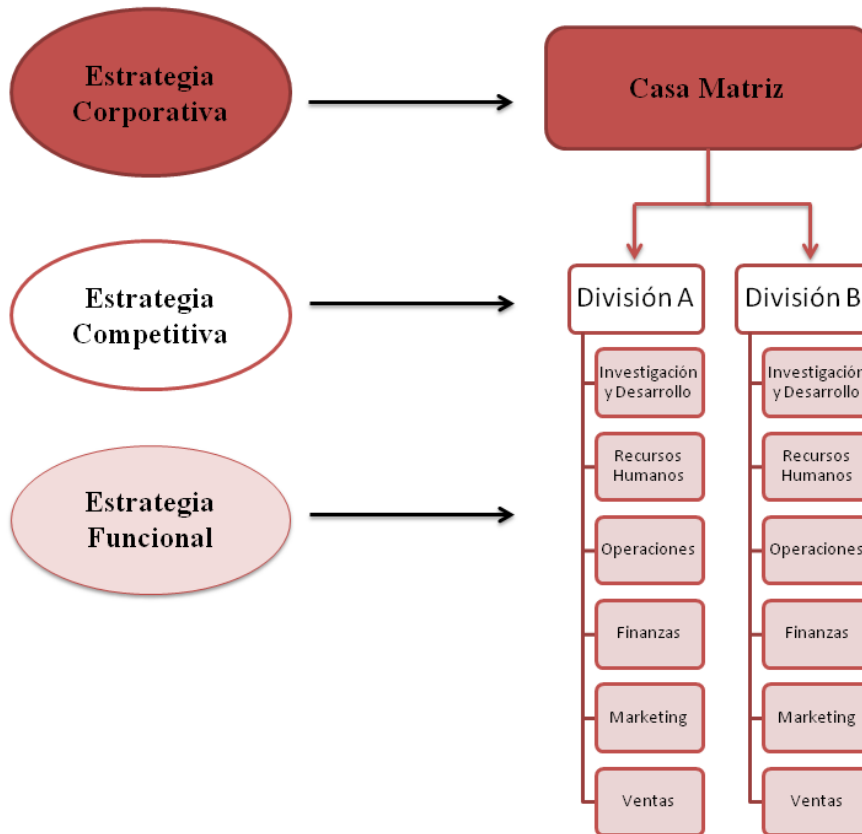 Estrategia
Corporativa
Casa Matriz
Estrategia
Competitiva
División A
División B
Estrategia
Funcional
Investigación
y Desarrollo
Recursos
Humanos
Operaciones
Finanzas
Marketing
Ventas
Investigación
y Desarrollo
Recursos
Humanos
Operaciones
Finanzas
Marketing
Ventas